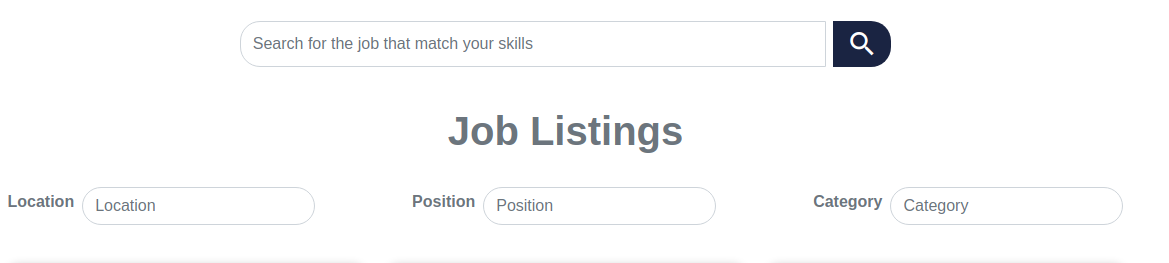 Search for the job that match your skills
Job Listings
Location Location Position Position Category Category